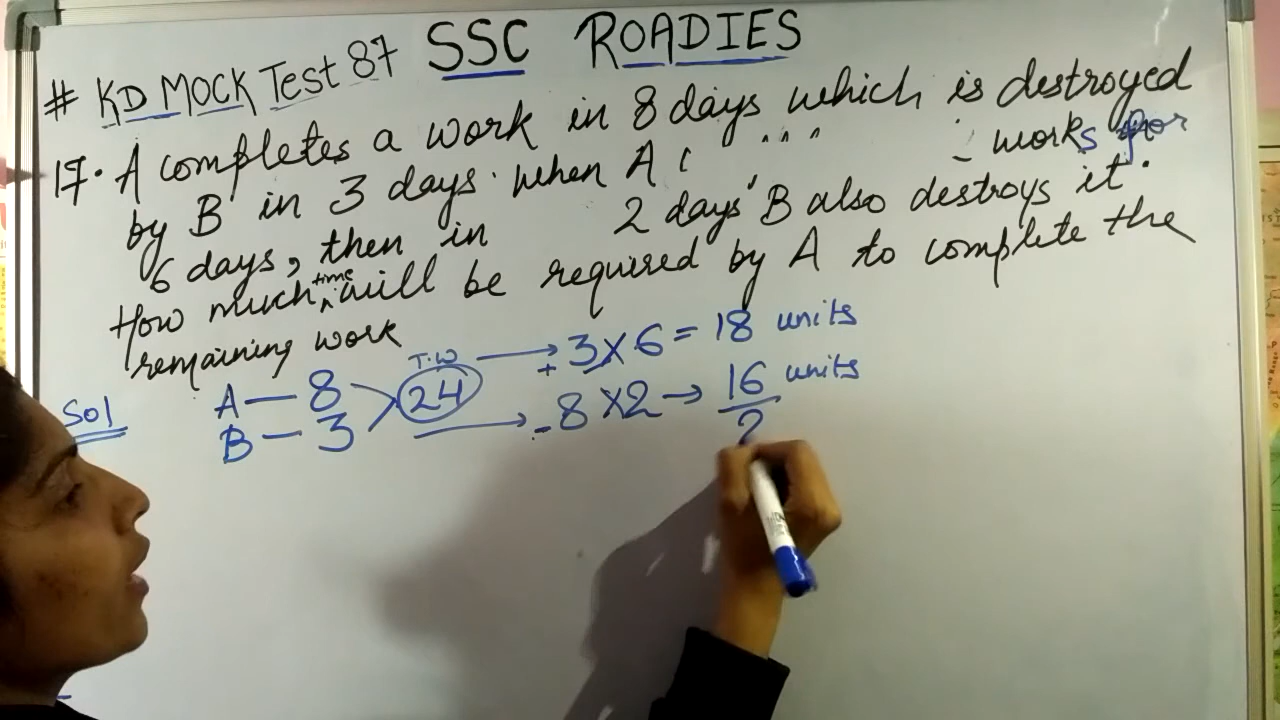 SSC ROADIES
# KD MOCK Test 87
17. A completes a work in 8 days which is destroyed
by B in 3 days. when A works for
6 days, then in 2 days B also destroys it.
How much time will be required by A to complete the
remaining work
Sol
T.W
A — 8
B — 3
24
+ 3 × 6 = 18 units
- 8 × 2 → 16 units
2